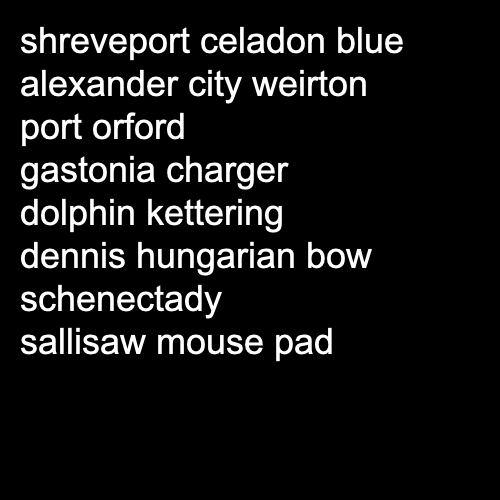 shreveport celadon blue
alexander city weirton
port orford
gastonia charger
dolphin kettering
dennis hungarian bow
schenectady
sallisaw mouse pad